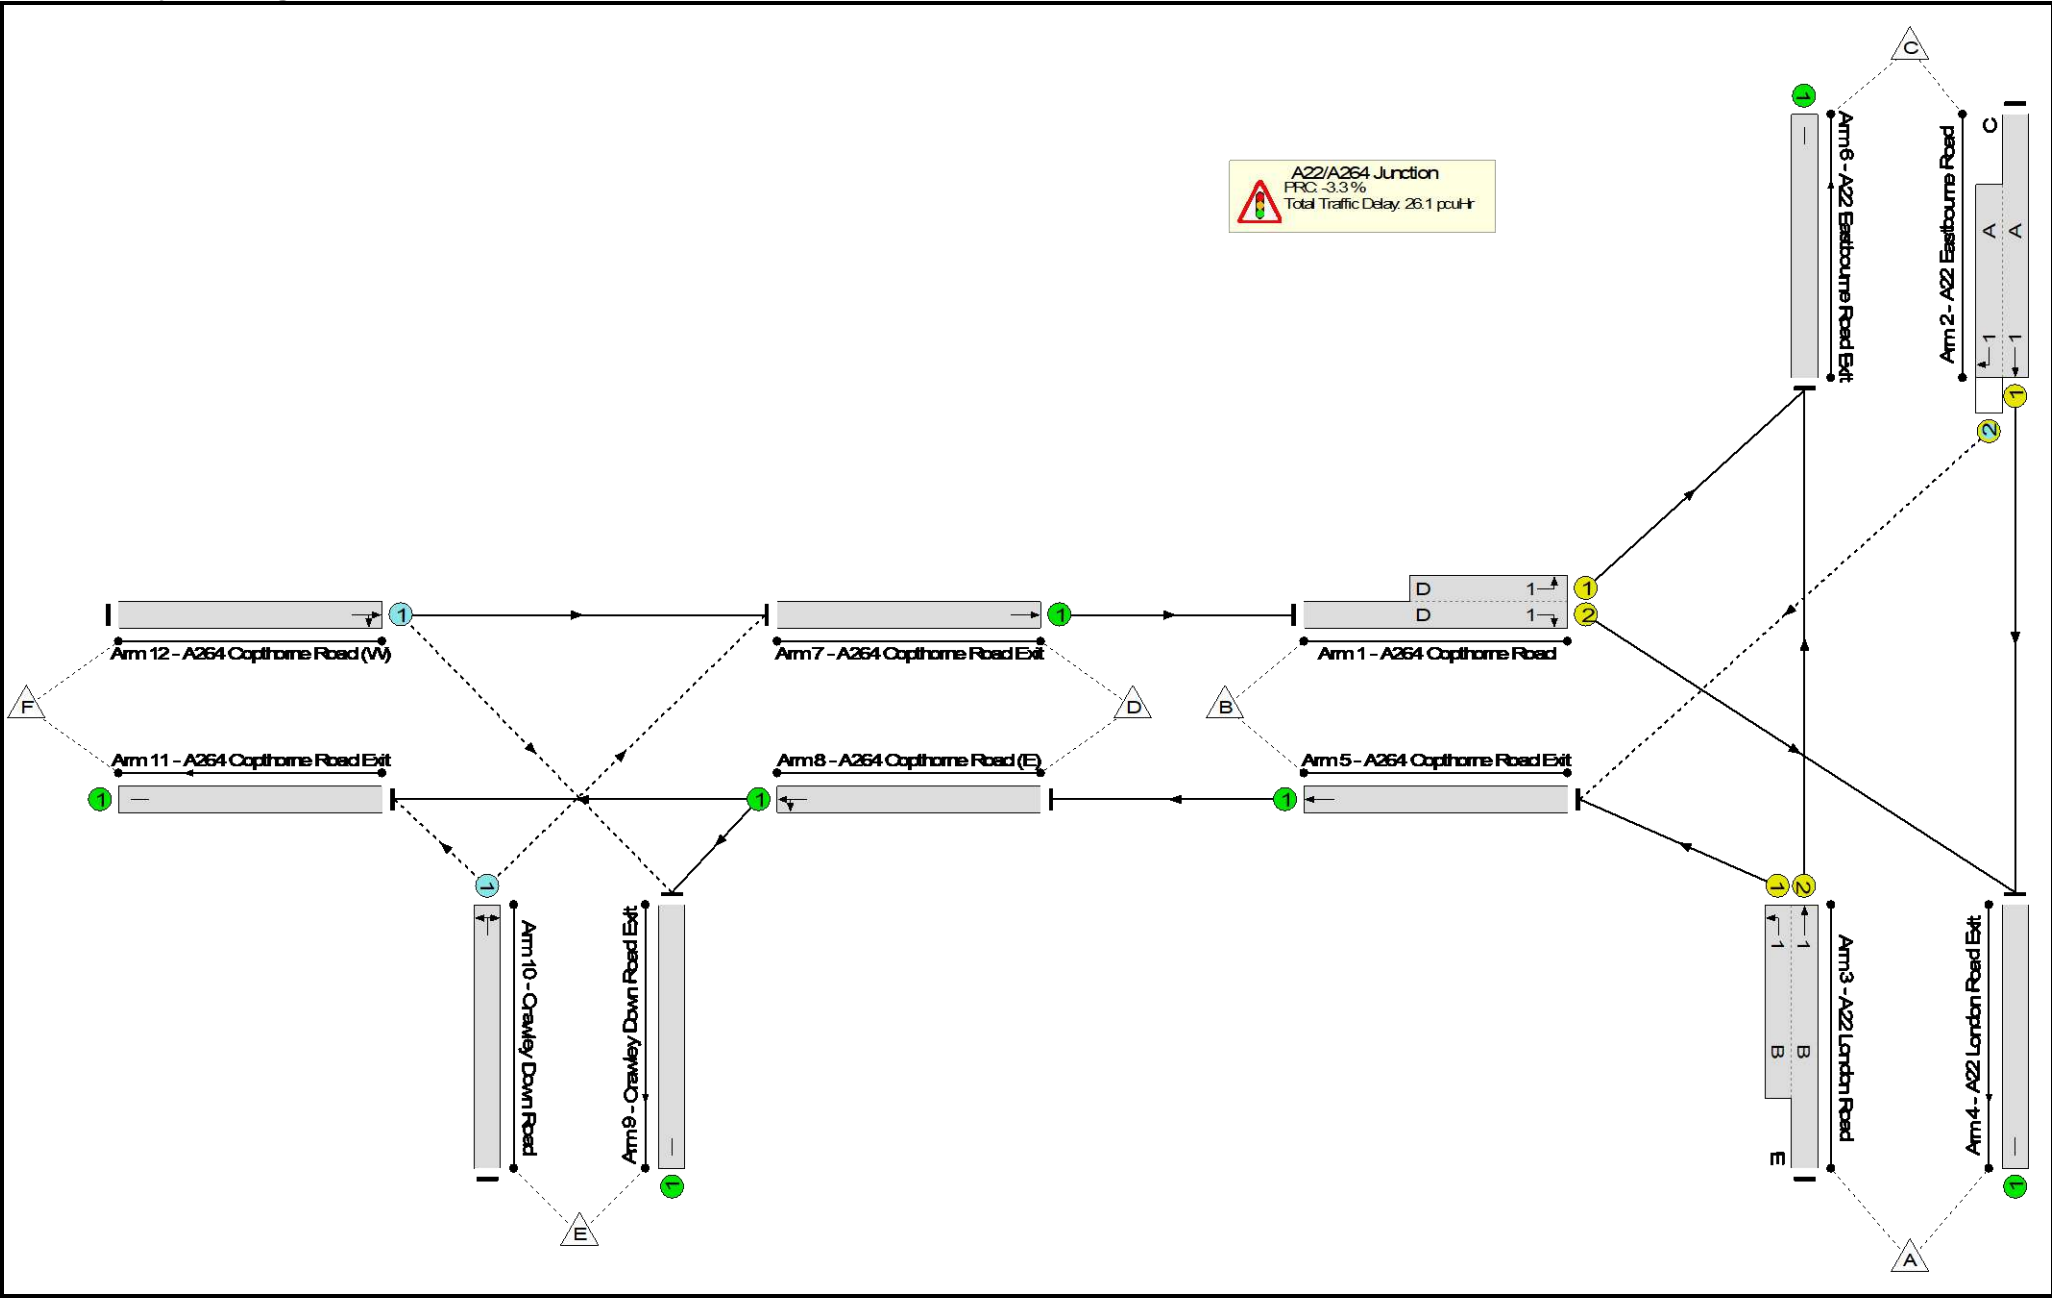 C
1
Arm 6 - A22 Eastbourne Road Exit
Arm 2 - A22 Eastbourne Road
C
A
A
1
1
1
2
A22/A264 Junction
PRC: -3.3 %
Total Traffic Delay: 26.1 pcuHr
1
Arm 12 - A264 Copthorne Road (W)
Arm 7 - A264 Copthorne Road Exit
1
D
1
1
D
1
2
Arm 1 - A264 Copthorne Road
F
D
B
Arm 11 - A264 Copthorne Road Exit
1
Arm 8 - A264 Copthorne Road (E)
1
Arm 5 - A264 Copthorne Road Exit
1
1
Arm 10 - Crawley Down Road
Arm 9 - Crawley Down Road Exit
1
E
1
2
1
1
B
B
E
Arm 3 - A22 London Road
Arm 4 - A22 London Road Exit
1
A